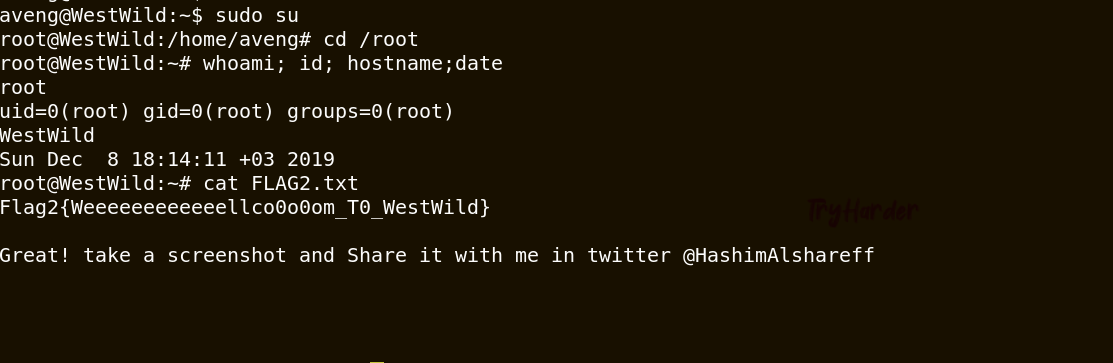 aveng@WestWild:~$ sudo su
root@WestWild:/home/aveng# cd /root
root@WestWild:~# whoami; id; hostname;date
root
uid=0(root) gid=0(root) groups=0(root)
WestWild
Sun Dec  8 18:14:11 +03 2019
root@WestWild:~# cat FLAG2.txt
Flag2{Weeeeeeeeeeeellco0o0om_T0_WestWild}
TryHarder
Great! take a screenshot and Share it with me in twitter @HashimAlshareff